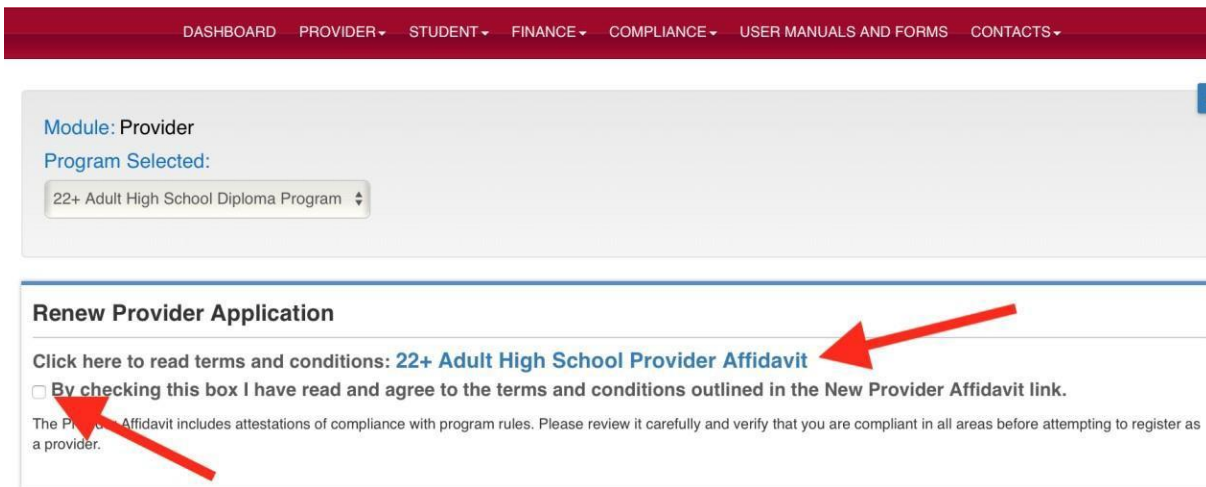 DASHBOARD PROVIDER STUDENT FINANCE COMPLIANCE USER MANUALS AND FORMS CONTACTS
Module: Provider
Program Selected:
22+ Adult High School Diploma Program
Renew Provider Application
Click here to read terms and conditions: 22+ Adult High School Provider Affidavit
By checking this box I have read and agree to the terms and conditions outlined in the New Provider Affidavit link.
The Affidavit includes attestations of compliance with program rules. Please review it carefully and verify that you are compliant in all areas before attempting to register as
a provider.